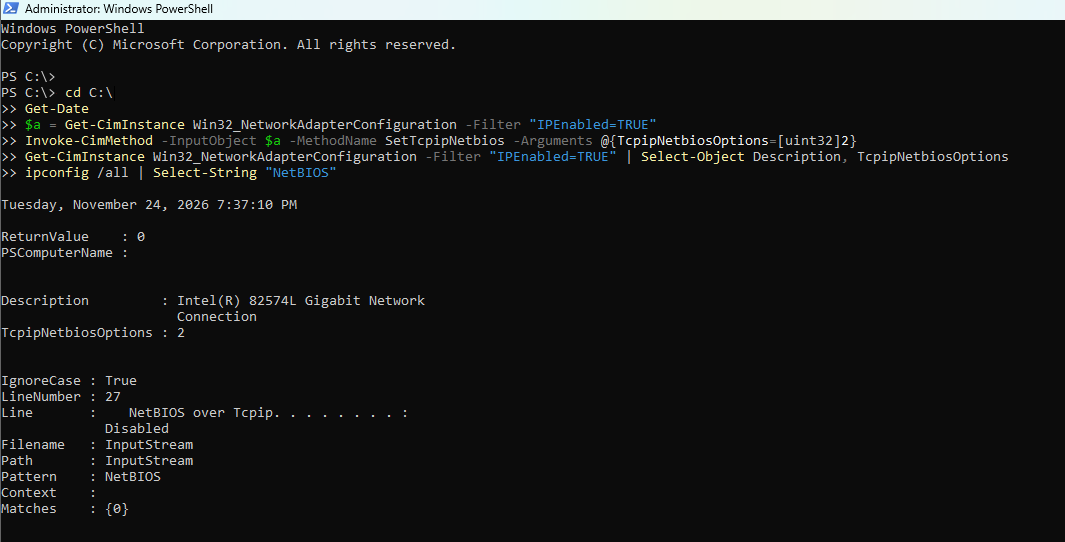 Administrator: Windows PowerShell
Windows PowerShell
Copyright (C) Microsoft Corporation. All rights reserved.
PS C:\>
PS C:\> cd C:\
>> Get-Date
>> $a = Get-CimInstance Win32_NetworkAdapterConfiguration -Filter "IPEnabled=TRUE"
>> Invoke-CimMethod -InputObject $a -MethodName SetTcpipNetbios -Arguments @{TcpipNetbiosOptions=[uint32]2}
>> Get-CimInstance Win32_NetworkAdapterConfiguration -Filter "IPEnabled=TRUE" | Select-Object Description, TcpipNetbiosOptions
>> ipconfig /all | Select-String "NetBIOS"
Tuesday, November 24, 2026 7:37:10 PM
ReturnValue    : 0
PSComputerName :
Description         : Intel(R) 82574L Gigabit Network
                      Connection
TcpipNetbiosOptions : 2
IgnoreCase : True
LineNumber : 27
Line       :    NetBIOS over Tcpip. . . . . . . . :
             Disabled
Filename   : InputStream
Path       : InputStream
Pattern    : NetBIOS
Context    :
Matches    : {0}